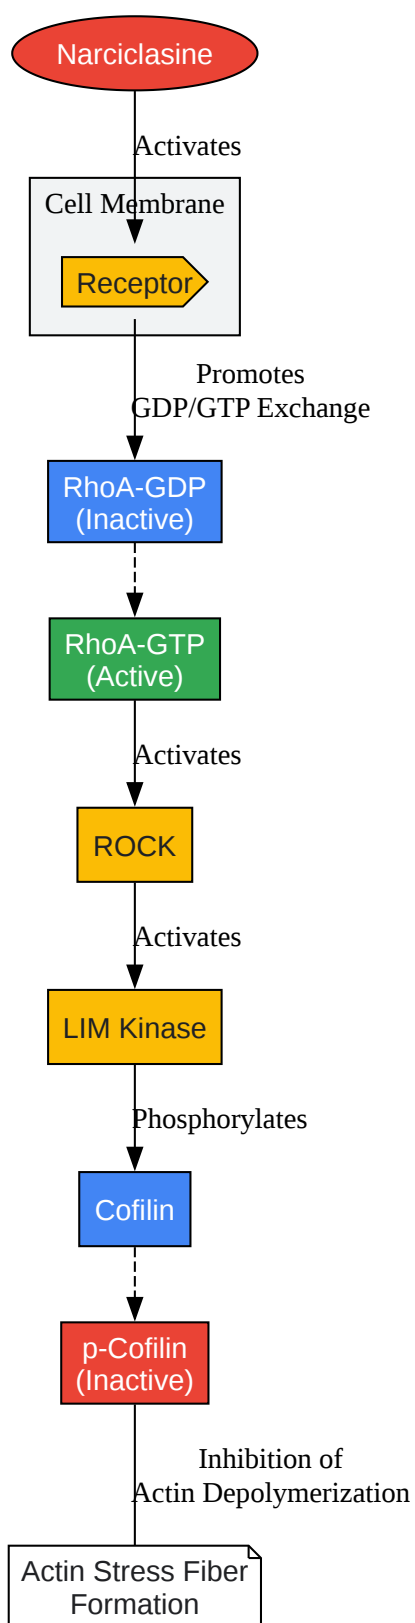 Narciclasine
Activates
Cell Membrane
Receptor
Promotes
GDP/GTP Exchange
RhoA-GDP
(Inactive)
RhoA-GTP
(Active)
Activates
ROCK
Activates
LIM Kinase
Phosphorylates
Cofilin
p-Cofilin
(Inactive)
Inhibition of
Actin Depolymerization
Actin Stress Fiber
Formation